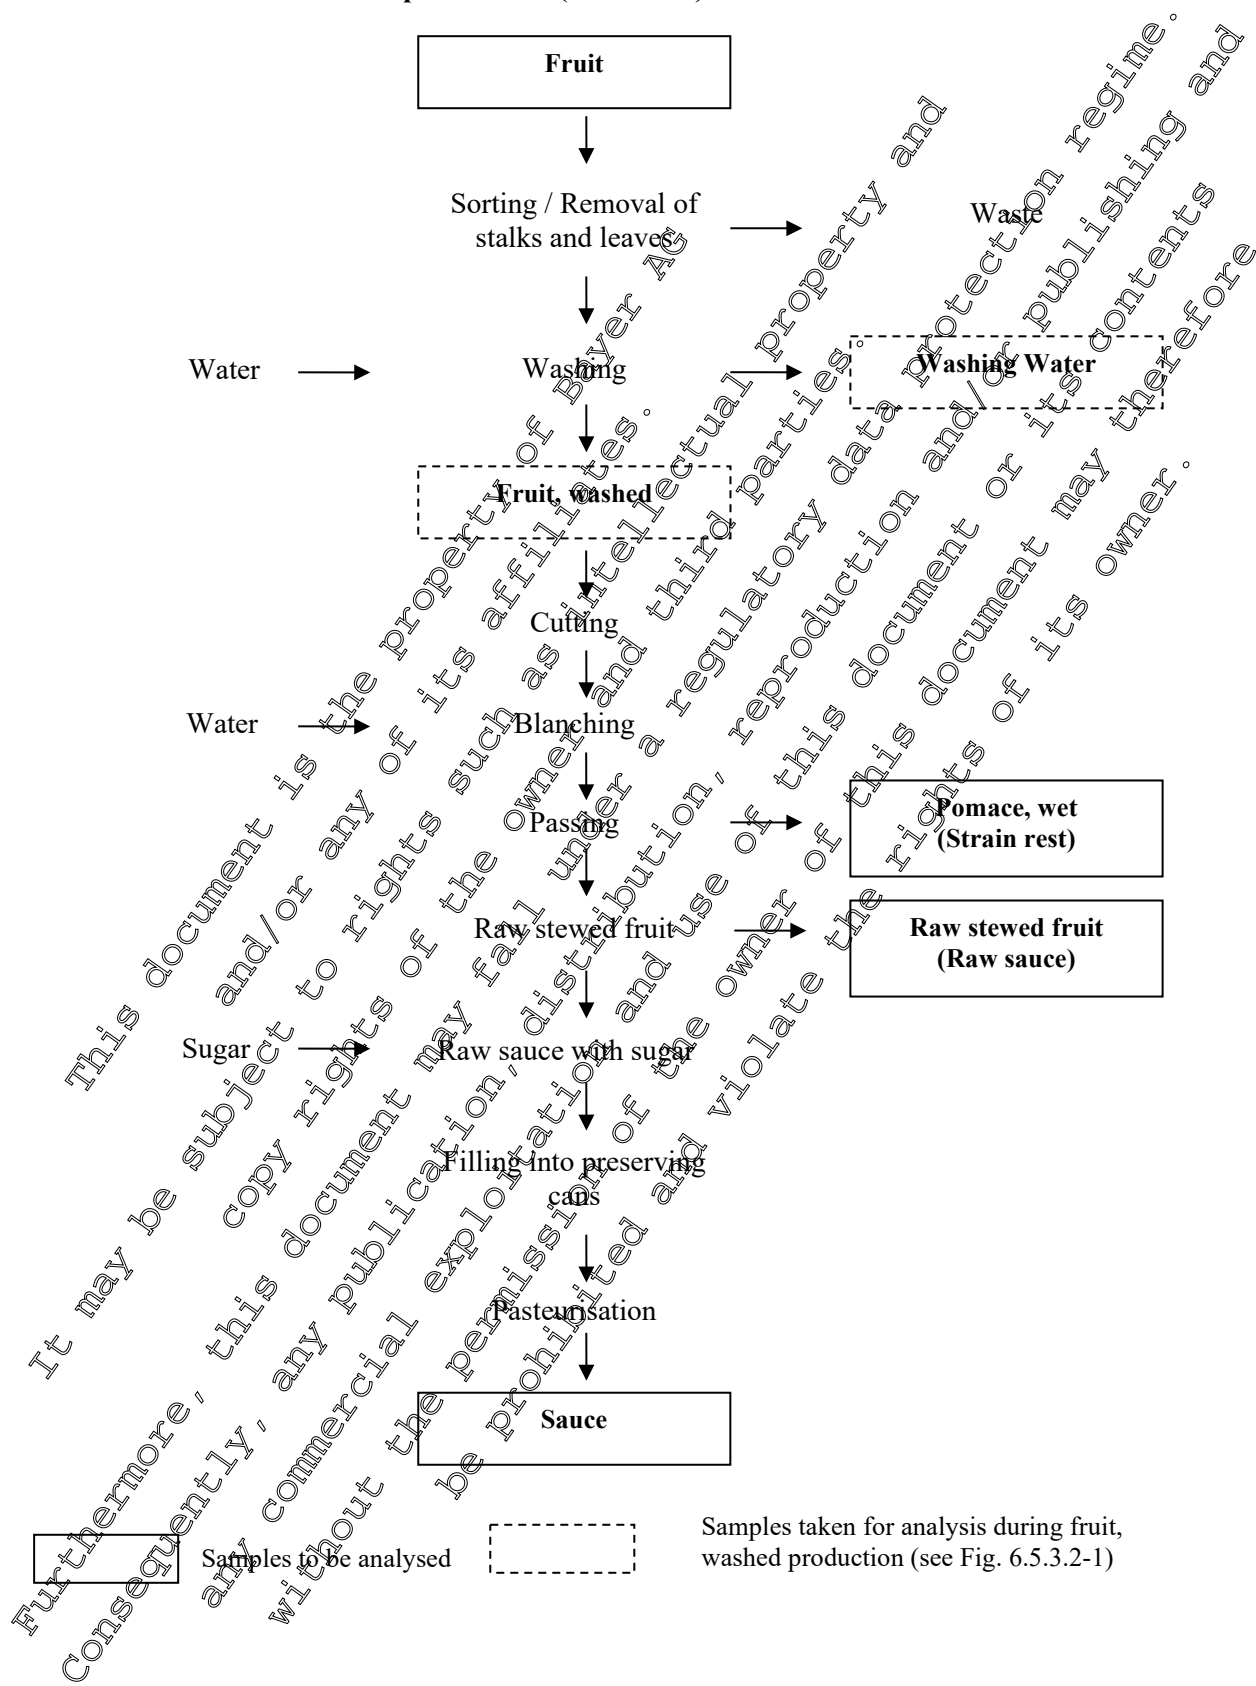 Fruit
Sorting / Removal of
stalks and leaves
Waste
Water
Washing
Washing Water
Fruit, washed
Cutting
Water
Blanching
Passing
Pomace, wet
(Strain rest)
Raw stewed fruit
Raw stewed fruit
(Raw sauce)
Sugar
Raw sauce with sugar
Filling into preserving
cans
Pasteurisation
Sauce
Samples to be analysed
Samples taken for analysis during fruit,
washed production (see Fig. 6.5.3.2-1)
This document is the property of Bayer AG
and/or any of its affiliates.
It may be subject to rights such as intellectual property and
copy rights of the owner and third parties.
Furthermore, this document may fall under a regulatory data protection regime.
Consequently, any publication, distribution, reproduction and/or publishing and
any commercial exploitation and use of this document or its contents
without the permission of the owner of this document may therefore
be prohibited and violate the rights of its owner.